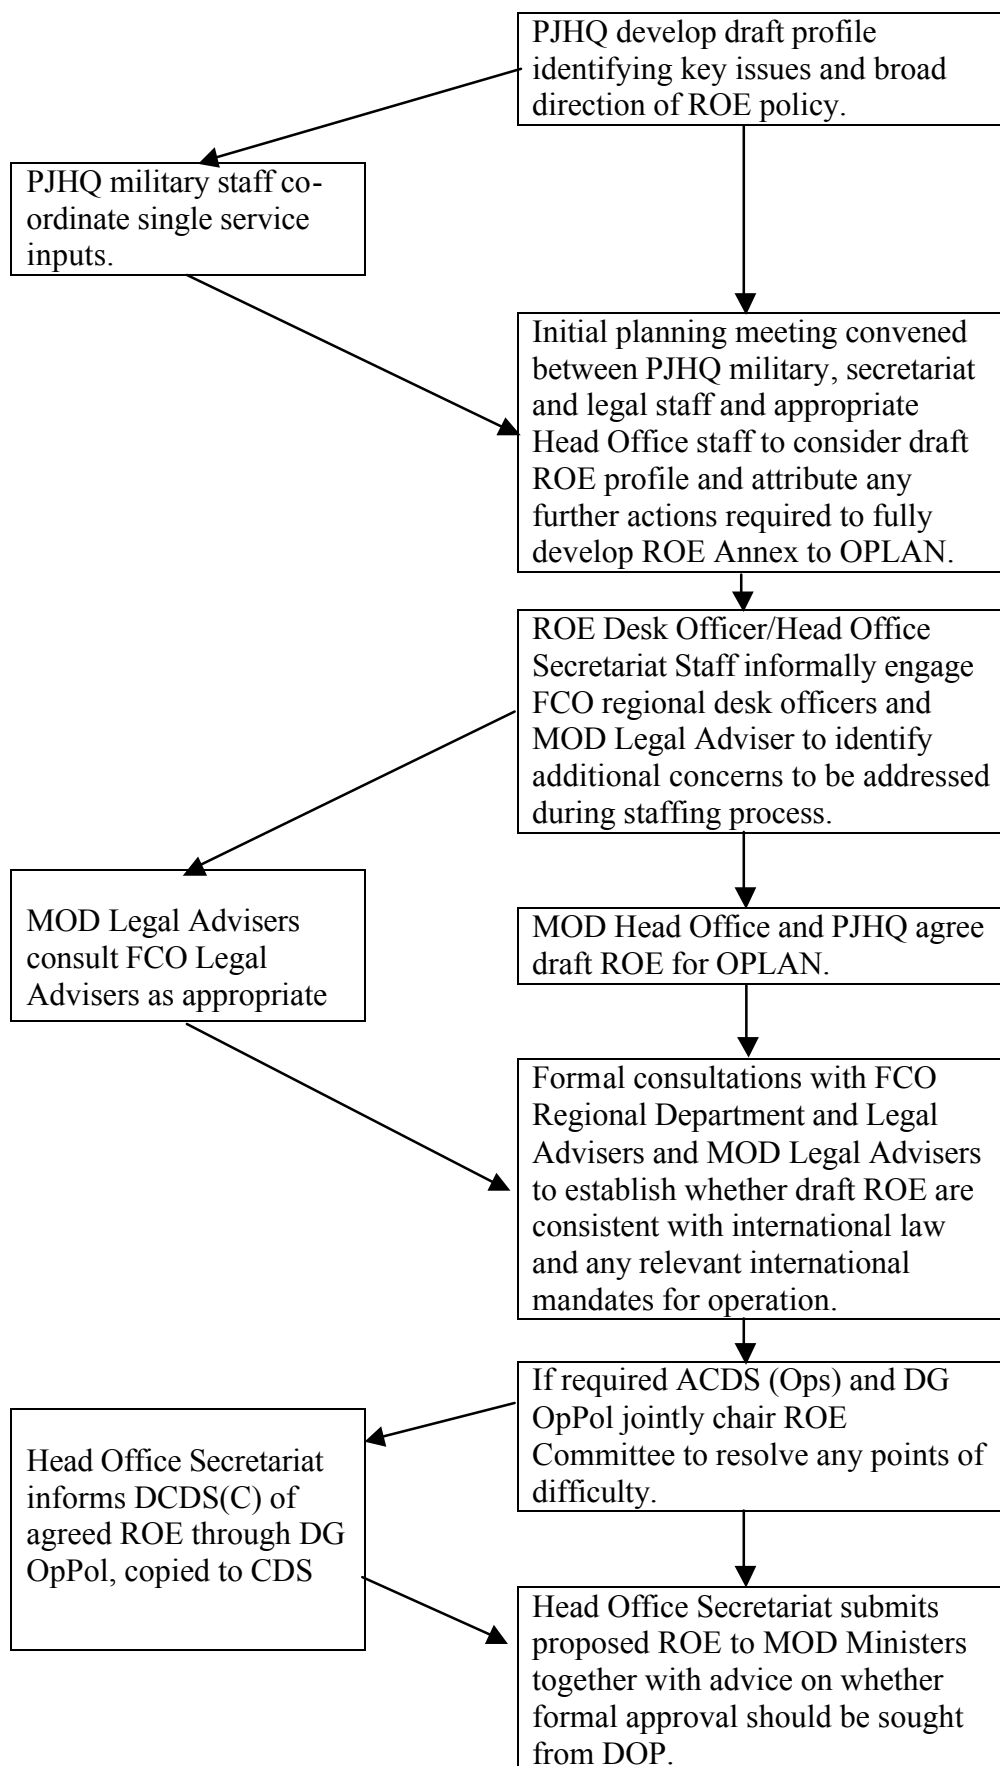 PJHQ develop draft profile
identifying key issues and broad
direction of ROE policy.
PJHQ military staff co-
ordinate single service
inputs.
Initial planning meeting convened
between PJHQ military, secretariat
and legal staff and appropriate
Head Office staff to consider draft
ROE profile and attribute any
further actions required to fully
develop ROE Annex to OPLAN.
ROE Desk Officer/Head Office
Secretariat Staff informally engage
FCO regional desk officers and
MOD Legal Adviser to identify
additional concerns to be addressed
during staffing process.
MOD Legal Advisers
consult FCO Legal
Advisers as appropriate
MOD Head Office and PJHQ agree
draft ROE for OPLAN.
Formal consultations with FCO
Regional Department and Legal
Advisers and MOD Legal Advisers
to establish whether draft ROE are
consistent with international law
and any relevant international
mandates for operation.
If required ACDS (Ops) and DG
OpPol jointly chair ROE
Committee to resolve any points of
difficulty.
Head Office Secretariat
informs DCDS(C) of
agreed ROE through DG
OpPol, copied to CDS
Head Office Secretariat submits
proposed ROE to MOD Ministers
together with advice on whether
formal approval should be sought
from DOP.